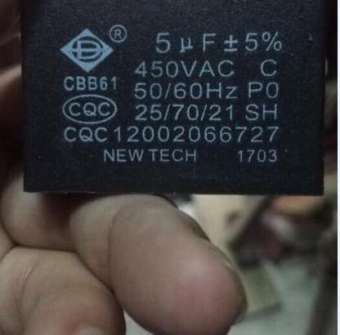 ® 5μF±5%
CBB61 450VAC C
50/60Hz P0
CQC 25/70/21 SH
CQC12002066727
NEW TECH 1703